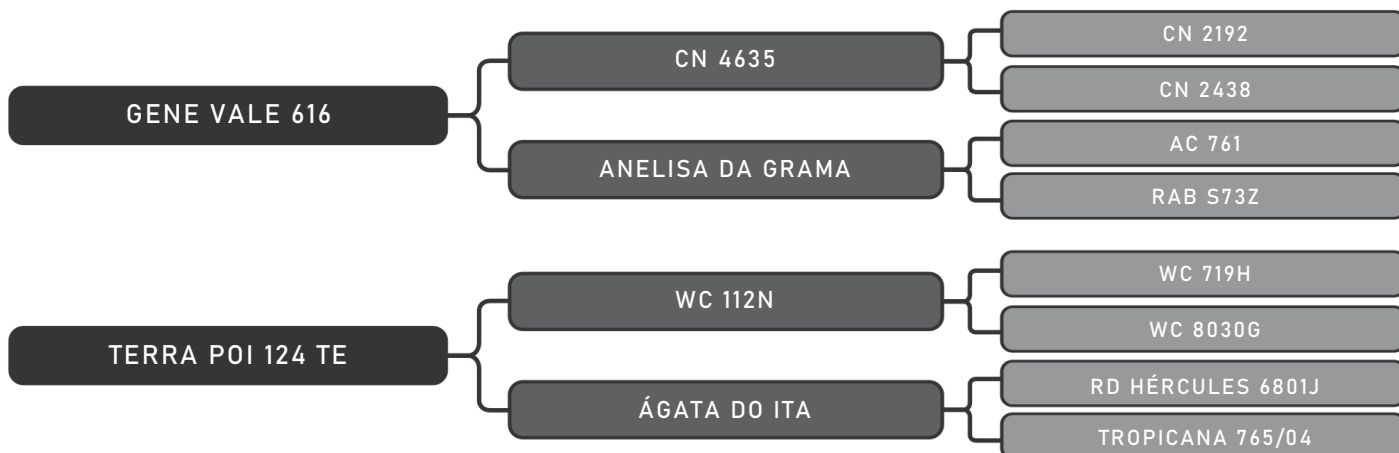 GENE VALE 616
CN 4635
CN 2192
CN 2438
ANELISA DA GRAMA
AC 761
RAB S73Z
TERRA POI 124 TE
WC 112N
WC 719H
WC 8030G
ÁGATA DO ITA
RD HÉRCULES 6801J
TROPICANA 765/04